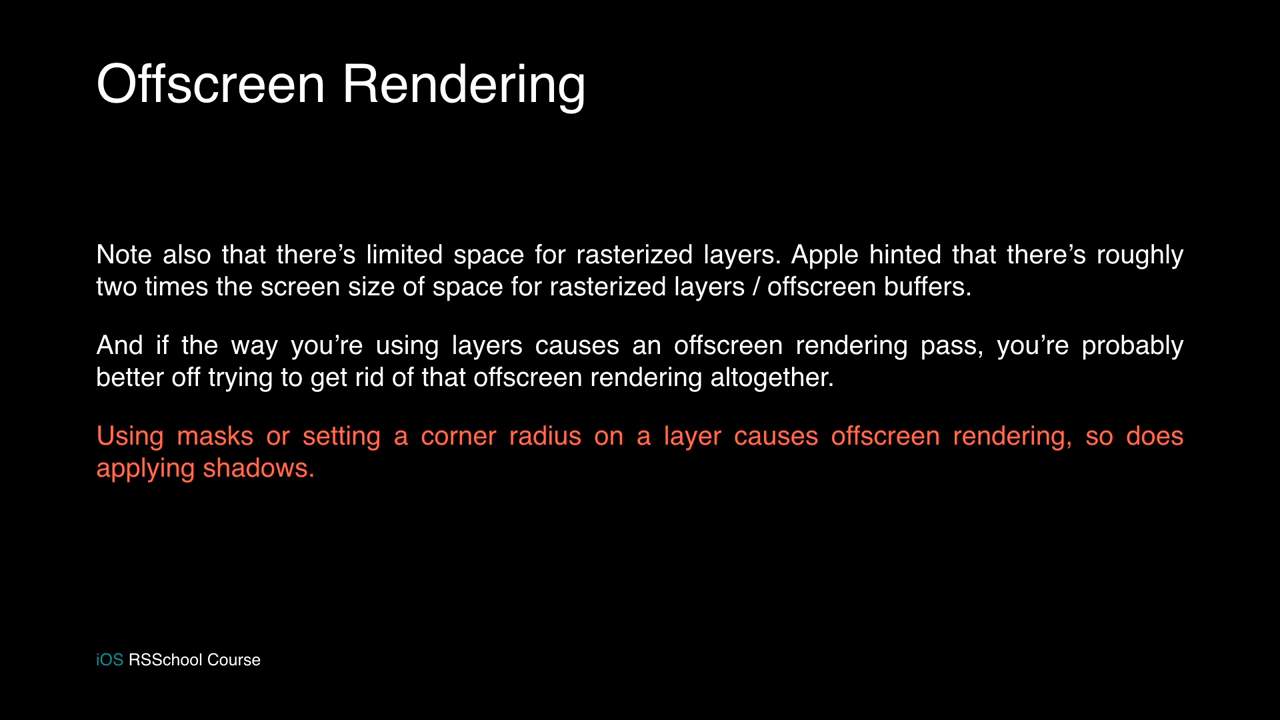 Offscreen Rendering
Note also that there’s limited space for rasterized layers. Apple hinted that there’s roughly
two times the screen size of space for rasterized layers / offscreen buffers.
And if the way you’re using layers causes an offscreen rendering pass, you’re probably
better off trying to get rid of that offscreen rendering altogether.
Using masks or setting a corner radius on a layer causes offscreen rendering, so does
applying shadows.
iOS RSSchool Course